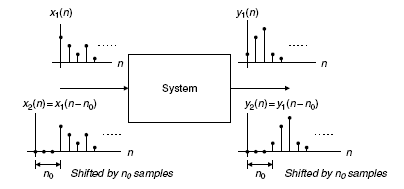 x₁(n)
y₁(n)
n
n
System
x₂(n) = x₁(n−n₀)
y₂(n) = y₁(n−n₀)
n
n
n₀
Shifted by n₀ samples
n₀
Shifted by n₀ samples